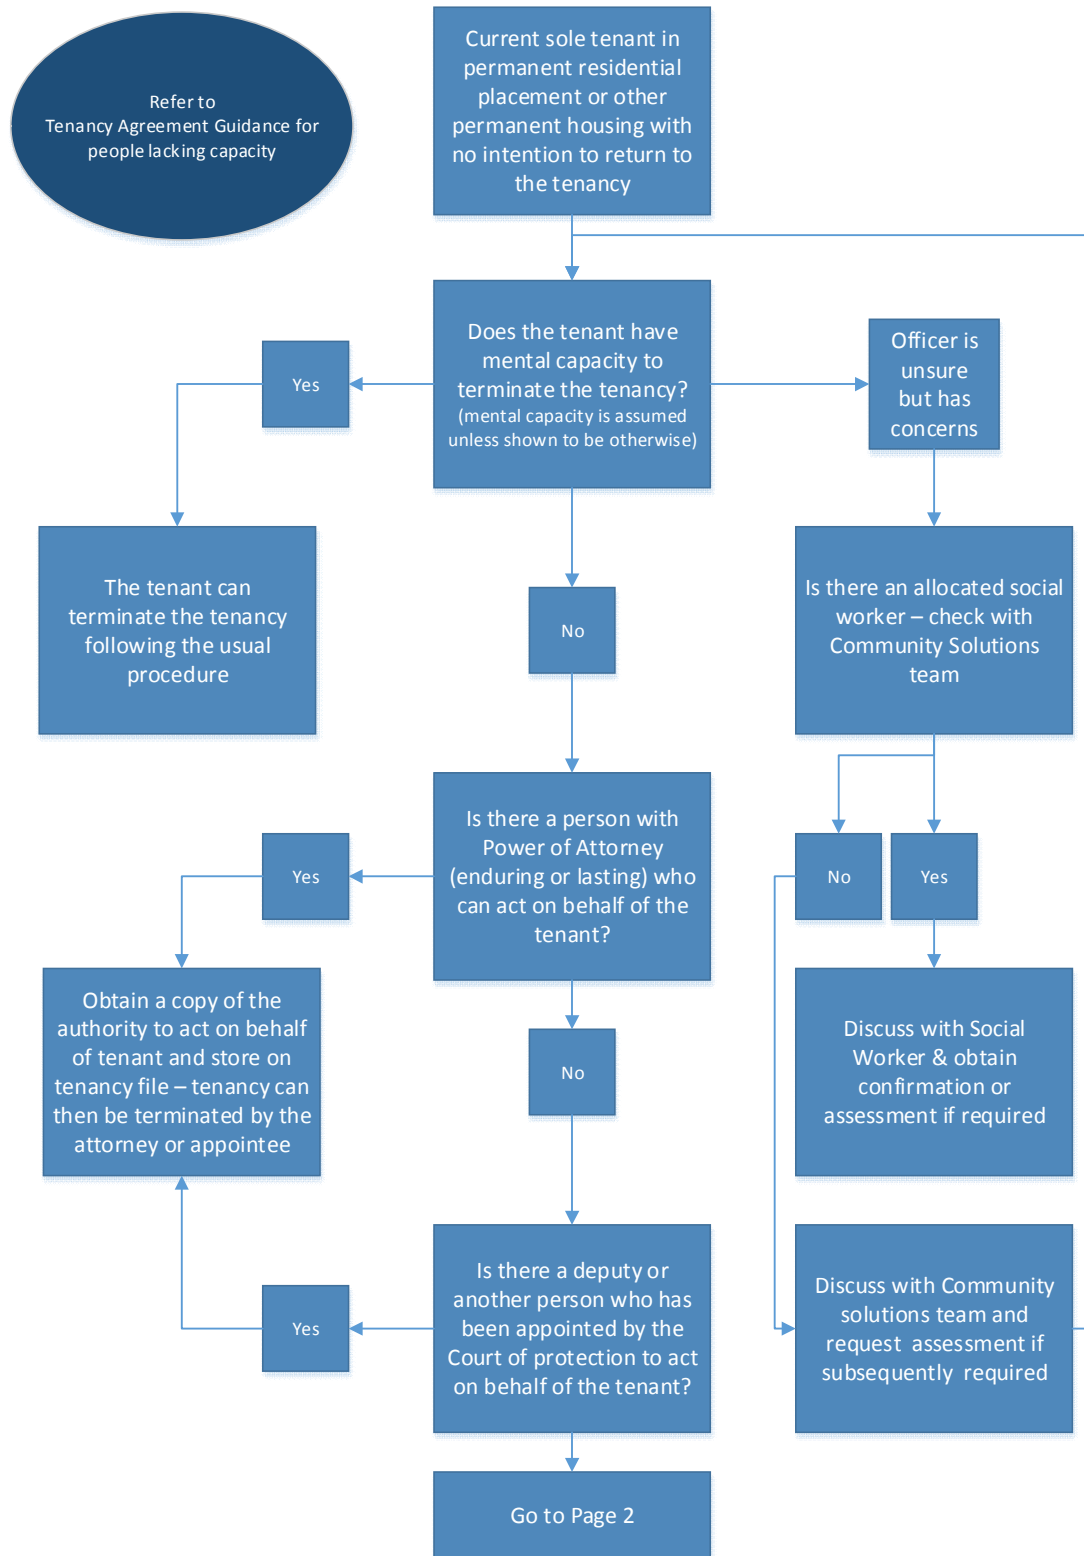 Refer to
Tenancy Agreement Guidance for
people lacking capacity
Current sole tenant in
permanent residential
placement or other
permanent housing with
no intention to return to
the tenancy
Does the tenant have
mental capacity to
terminate the tenancy?
(mental capacity is assumed
unless shown to be otherwise)
Yes
Officer is
unsure
but has
concerns
The tenant can
terminate the tenancy
following the usual
procedure
No
Is there an allocated social
worker – check with
Community Solutions
team
Is there a person with
Power of Attorney
(enduring or lasting) who
can act on behalf of the
tenant?
Yes
No
Yes
Obtain a copy of the
authority to act on behalf
of tenant and store on
tenancy file – tenancy can
then be terminated by the
attorney or appointee
No
Discuss with Social
Worker & obtain
confirmation or
assessment if required
Is there a deputy or
another person who has
been appointed by the
Court of protection to act
on behalf of the tenant?
Yes
Discuss with Community
solutions team and
request assessment if
subsequently required
Go to Page 2